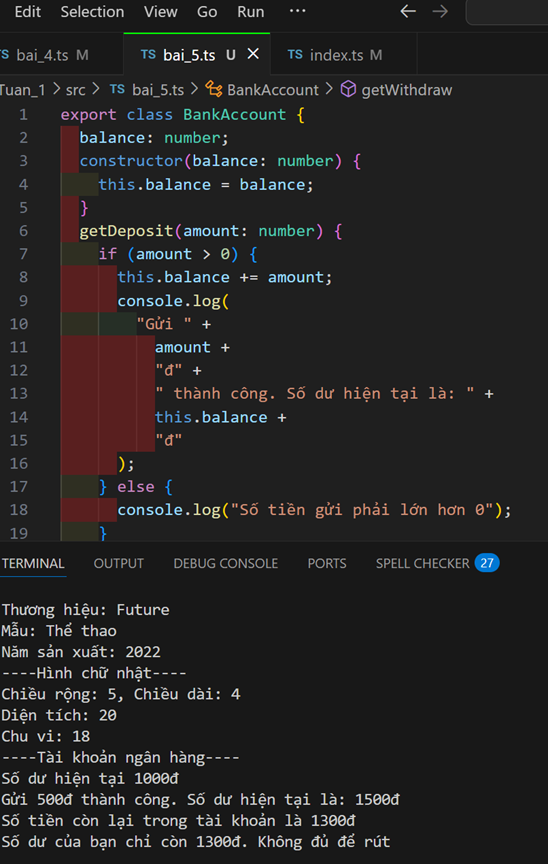 Edit Selection View Go Run ···
TS bai_4.ts M TS bai_5.ts U × TS index.ts M
Tuan_1 > src > TS bai_5.ts > BankAccount > getWithdraw
1 export class BankAccount {
2 balance: number;
3 constructor(balance: number) {
4 this.balance = balance;
5 }
6 getDeposit(amount: number) {
7 if (amount > 0) {
8 this.balance += amount;
9 console.log(
10 "Gửi " +
11 amount +
12 "đ" +
13 " thành công. Số dư hiện tại là: " +
14 this.balance +
15 "đ"
16 );
17 } else {
18 console.log("Số tiền gửi phải lớn hơn 0");
19 }
TERMINAL OUTPUT DEBUG CONSOLE PORTS SPELL CHECKER 27
Thương hiệu: Future
Mẫu: Thể thao
Năm sản xuất: 2022
----Hình chữ nhật----
Chiều rộng: 5, Chiều dài: 4
Diện tích: 20
Chu vi: 18
----Tài khoản ngân hàng----
Số dư hiện tại 1000đ
Gửi 500đ thành công. Số dư hiện tại là: 1500đ
Số tiền còn lại trong tài khoản là 1300đ
Số dư của bạn chỉ còn 1300đ. Không đủ để rút